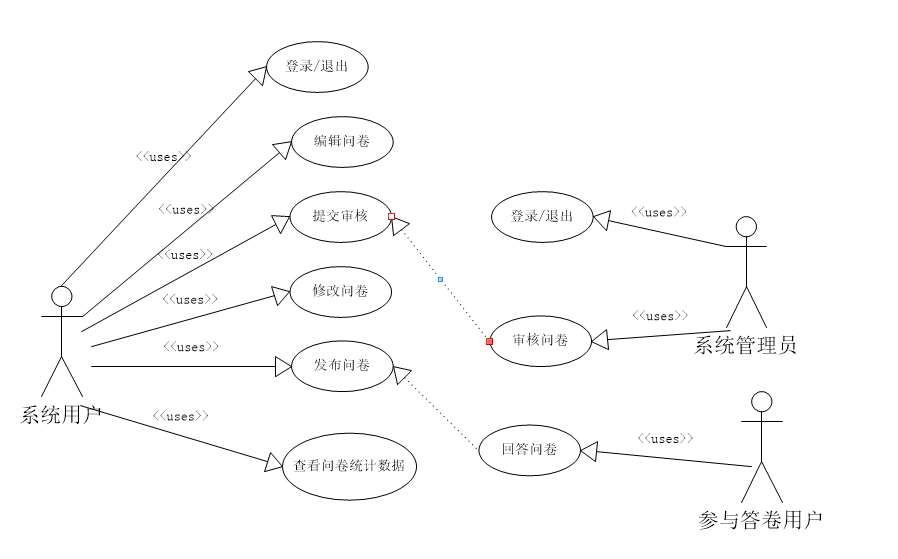 登录/退出
<<uses>>
编辑问卷
<<uses>>
提交审核
<<uses>>
登录/退出
<<uses>>
<<uses>>
修改问卷
<<uses>>
审核问卷
<<uses>>
系统管理员
<<uses>>
发布问卷
系统用户
<<uses>>
回答问卷
<<uses>>
查看问卷统计数据
参与答卷用户